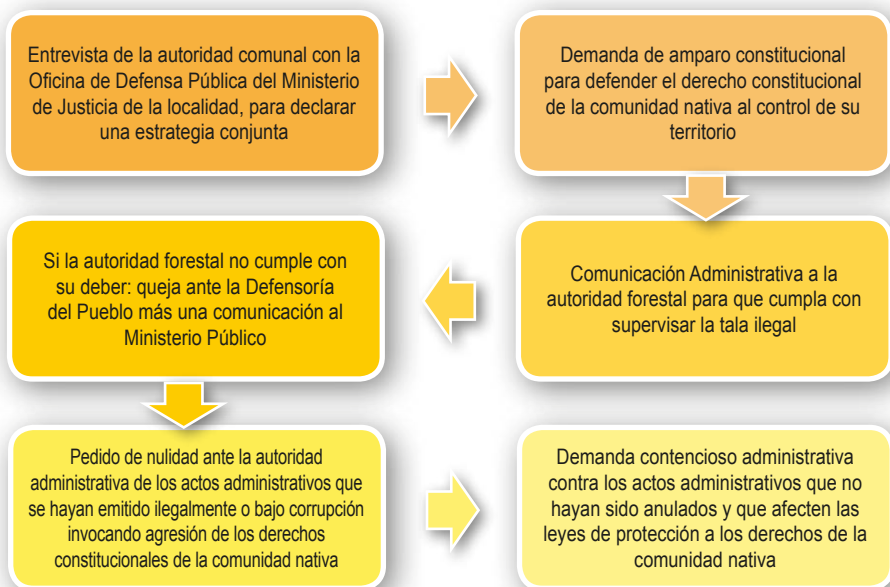 Entrevista de la autoridad comunal con la
Oficina de Defensa Pública del Ministerio
de Justicia de la localidad, para declarar
una estrategia conjunta
Demanda de amparo constitucional
para defender el derecho constitucional
de la comunidad nativa al control de su
territorio
Comunicación Administrativa a la
autoridad forestal para que cumpla con
supervisar la tala ilegal
Si la autoridad forestal no cumple con
su deber: queja ante la Defensoría
del Pueblo más una comunicación al
Ministerio Público
Pedido de nulidad ante la autoridad
administrativa de los actos administrativos que
se hayan emitido ilegalmente o bajo corrupción
invocando agresión de los derechos
constitucionales de la comunidad nativa
Demanda contencioso administrativa
contra los actos administrativos que no
hayan sido anulados y que afecten las
leyes de protección a los derechos de la
comunidad nativa